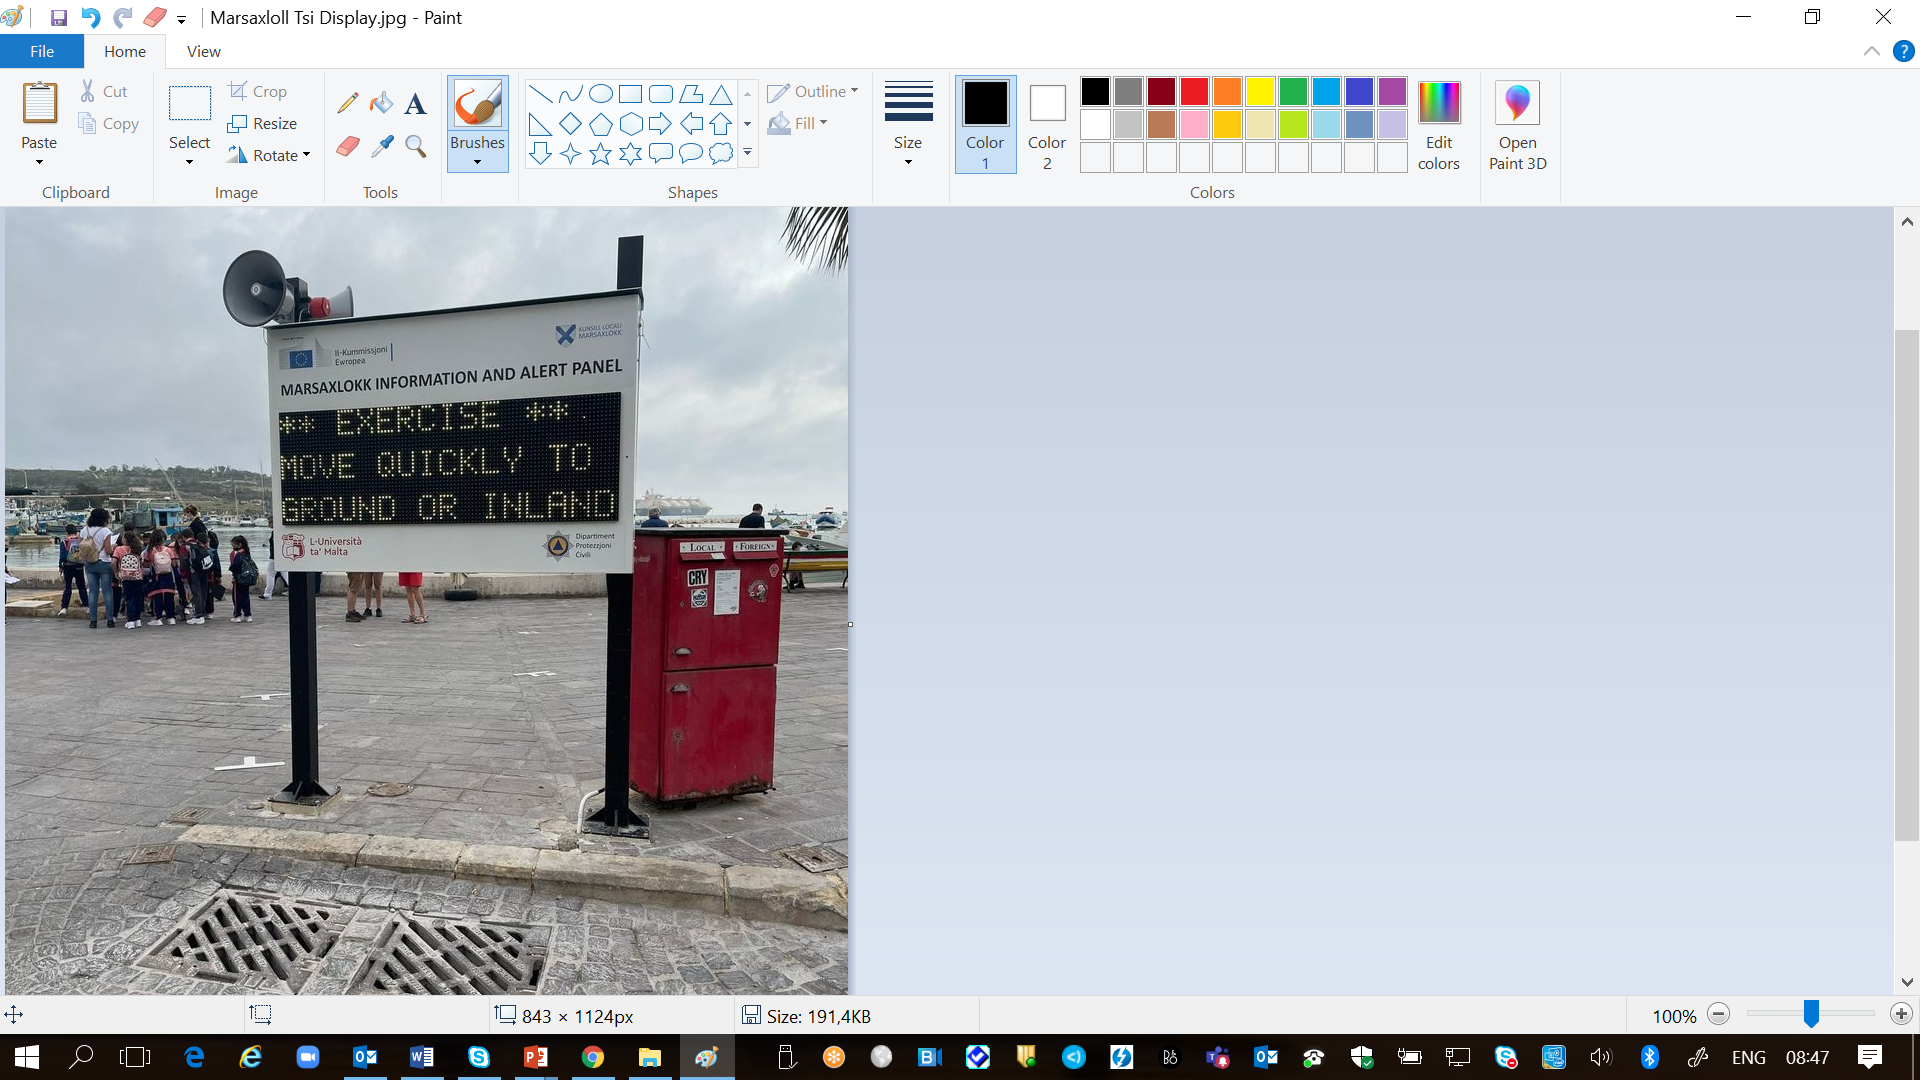 Marsaxloll Tsi Display.jpg - Paint
File
Home
View
Paste
Cut
Copy
Clipboard
Select
Crop
Resize
Rotate
Image
Tools
Brushes
Shapes
Outline
Fill
Size
Color
1
Color
2
Colors
Edit
colors
Open
Paint 3D
KUNSILL LOCALI
MARSAXLOKK
Il-Kummissjoni
Ewropea
MARSAXLOKK INFORMATION AND ALERT PANEL
** EXERCISE **
MOVE QUICKLY TO
GROUND OR INLAND
L-Università
ta' Malta
Dipartiment
Protezzjoni
Ċivili
LOCAL
FOREIGN
CRY
843 × 1124px
Size: 191,4KB
100%
ENG
08:47